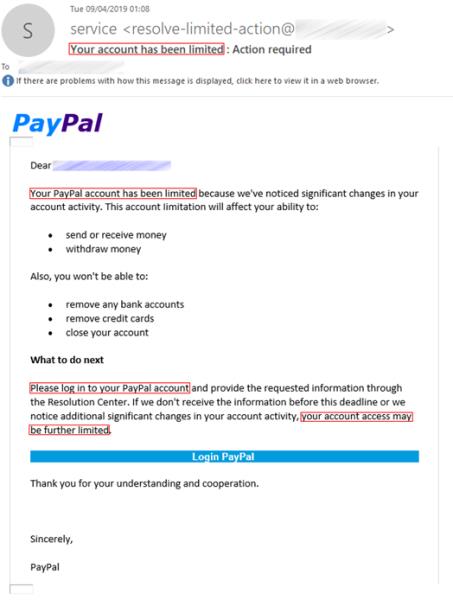 Tue 09/04/2019 01:08
S
service <resolve-limited-action@ >
Your account has been limited : Action required
To
If there are problems with how this message is displayed, click here to view it in a web browser.
PayPal
Dear
Your PayPal account has been limited because we've noticed significant changes in your
account activity. This account limitation will affect your ability to:
• send or receive money
• withdraw money
Also, you won't be able to:
• remove any bank accounts
• remove credit cards
• close your account
What to do next
Please log in to your PayPal account and provide the requested information through
the Resolution Center. If we don't receive the information before this deadline or we
notice additional significant changes in your account activity, your account access may
be further limited.
Login PayPal
Thank you for your understanding and cooperation.
Sincerely,
PayPal